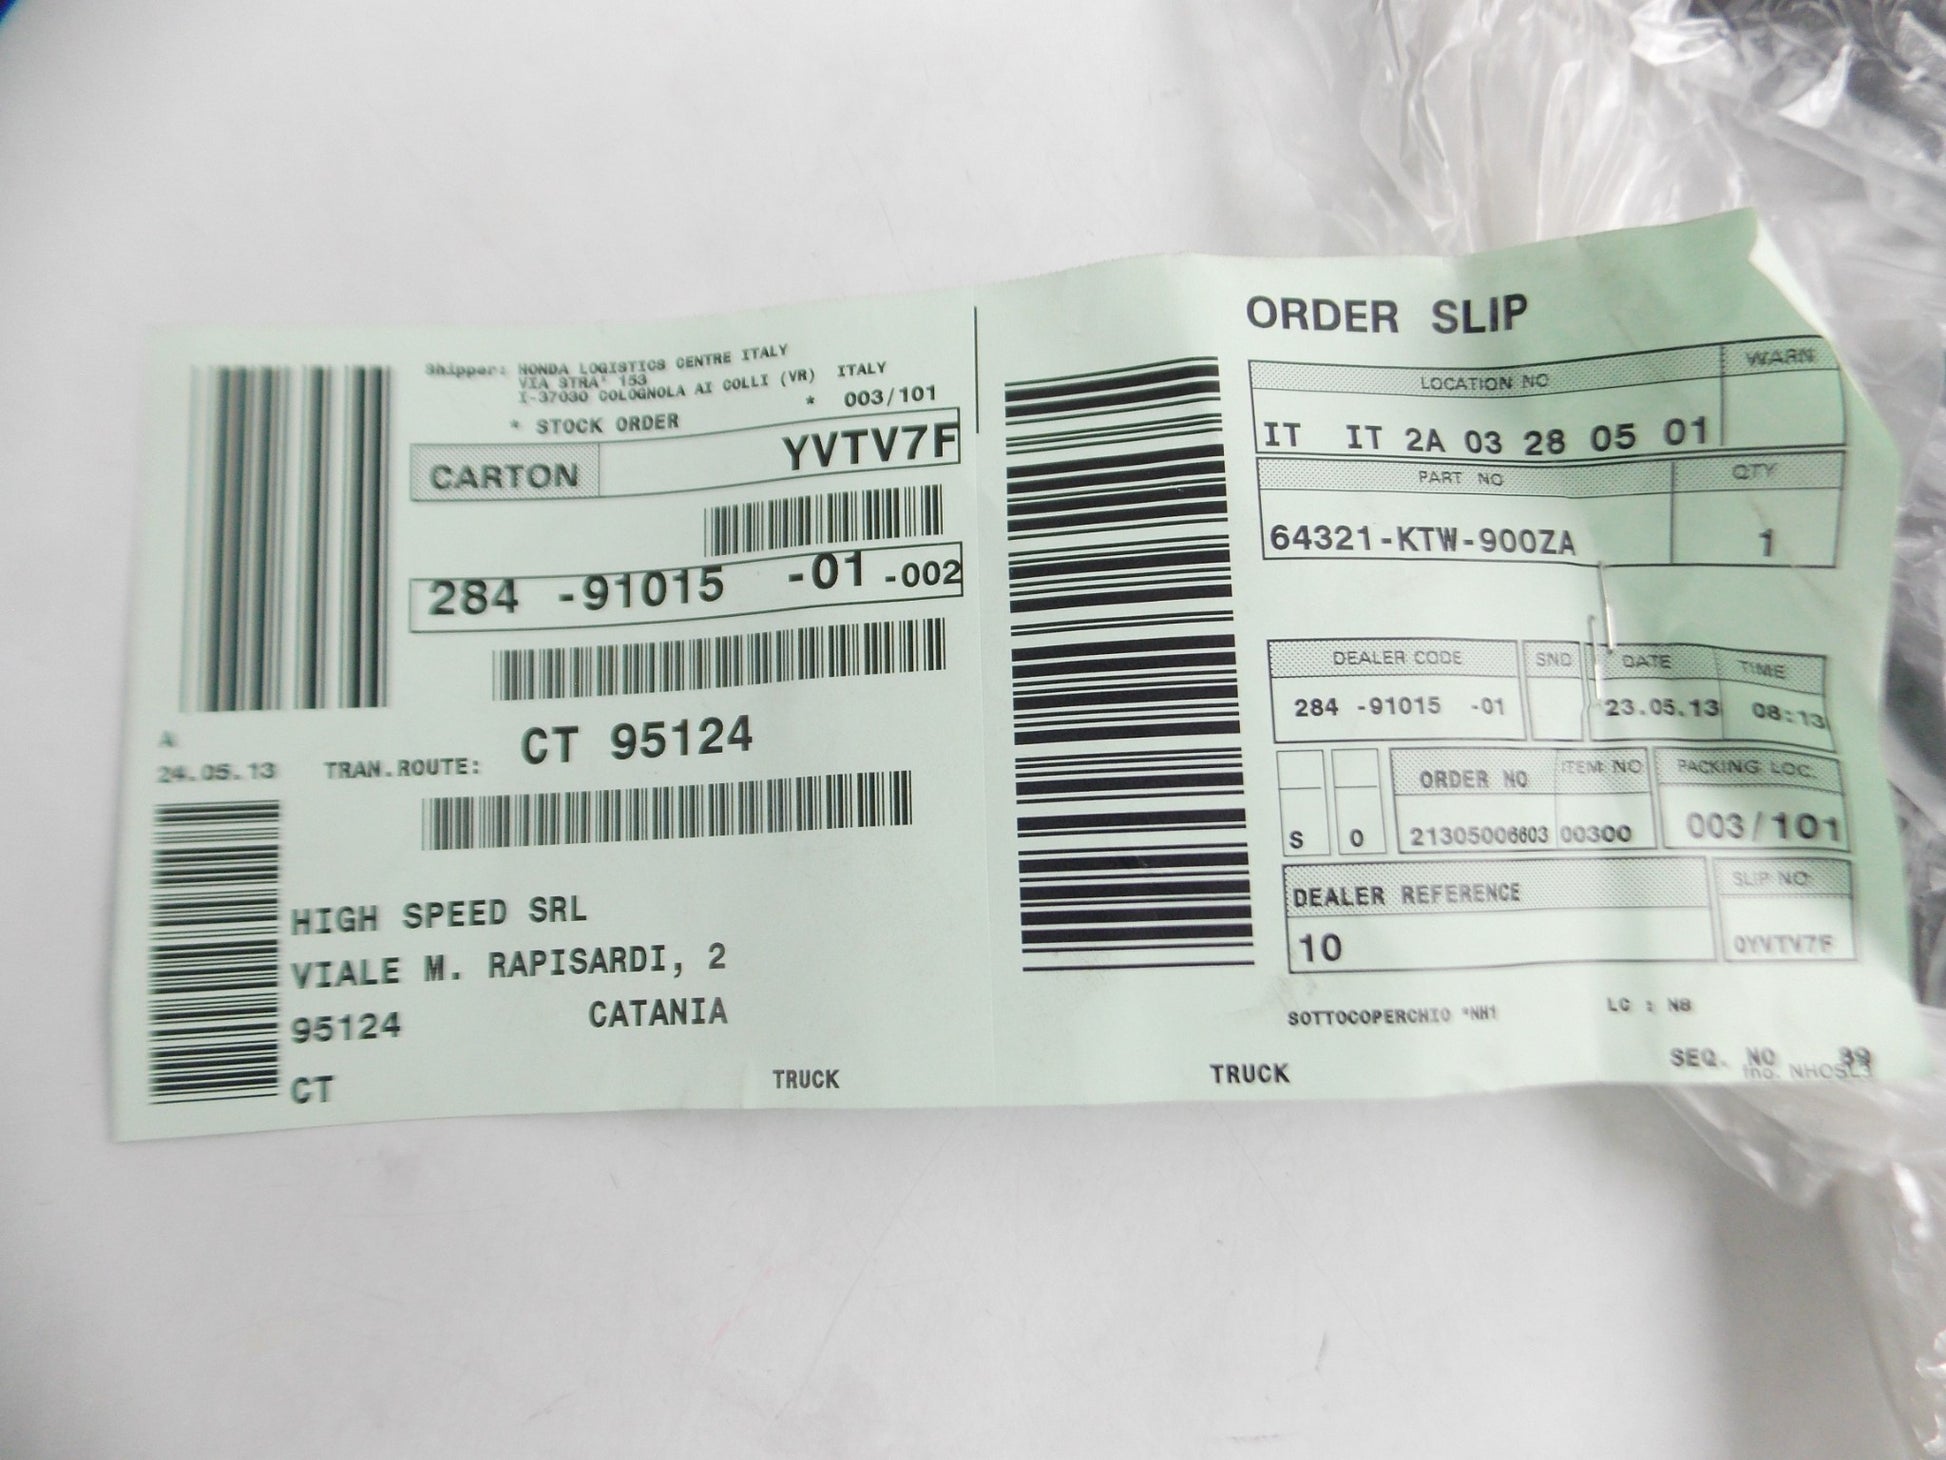 Shipper: HONDA LOGISTICS CENTRE ITALY
VIA STRA' 153
I-37030 COLOGNOLA AI COLLI (VR) ITALY
* STOCK ORDER * 003/101
CARTON YVTV7F
284 -91015 -01 -002
A
24.05.13 TRAN.ROUTE: CT 95124
HIGH SPEED SRL
VIALE M. RAPISARDI, 2
95124 CATANIA
CT
TRUCK
ORDER SLIP
LOCATION NO WARN
IT IT 2A 03 28 05 01
PART NO QTY
64321-KTW-900ZA 1
DEALER CODE SND DATE TIME
284 -91015 -01 23.05.13 08:13
ORDER NO ITEM NO PACKING LOC.
S O 21305006603 00300 003/101
DEALER REFERENCE SLIP NO
10 QYVTV7F
SOTTOCOPERCHIO *NH1 LC : N8
TRUCK SEQ. NO 39